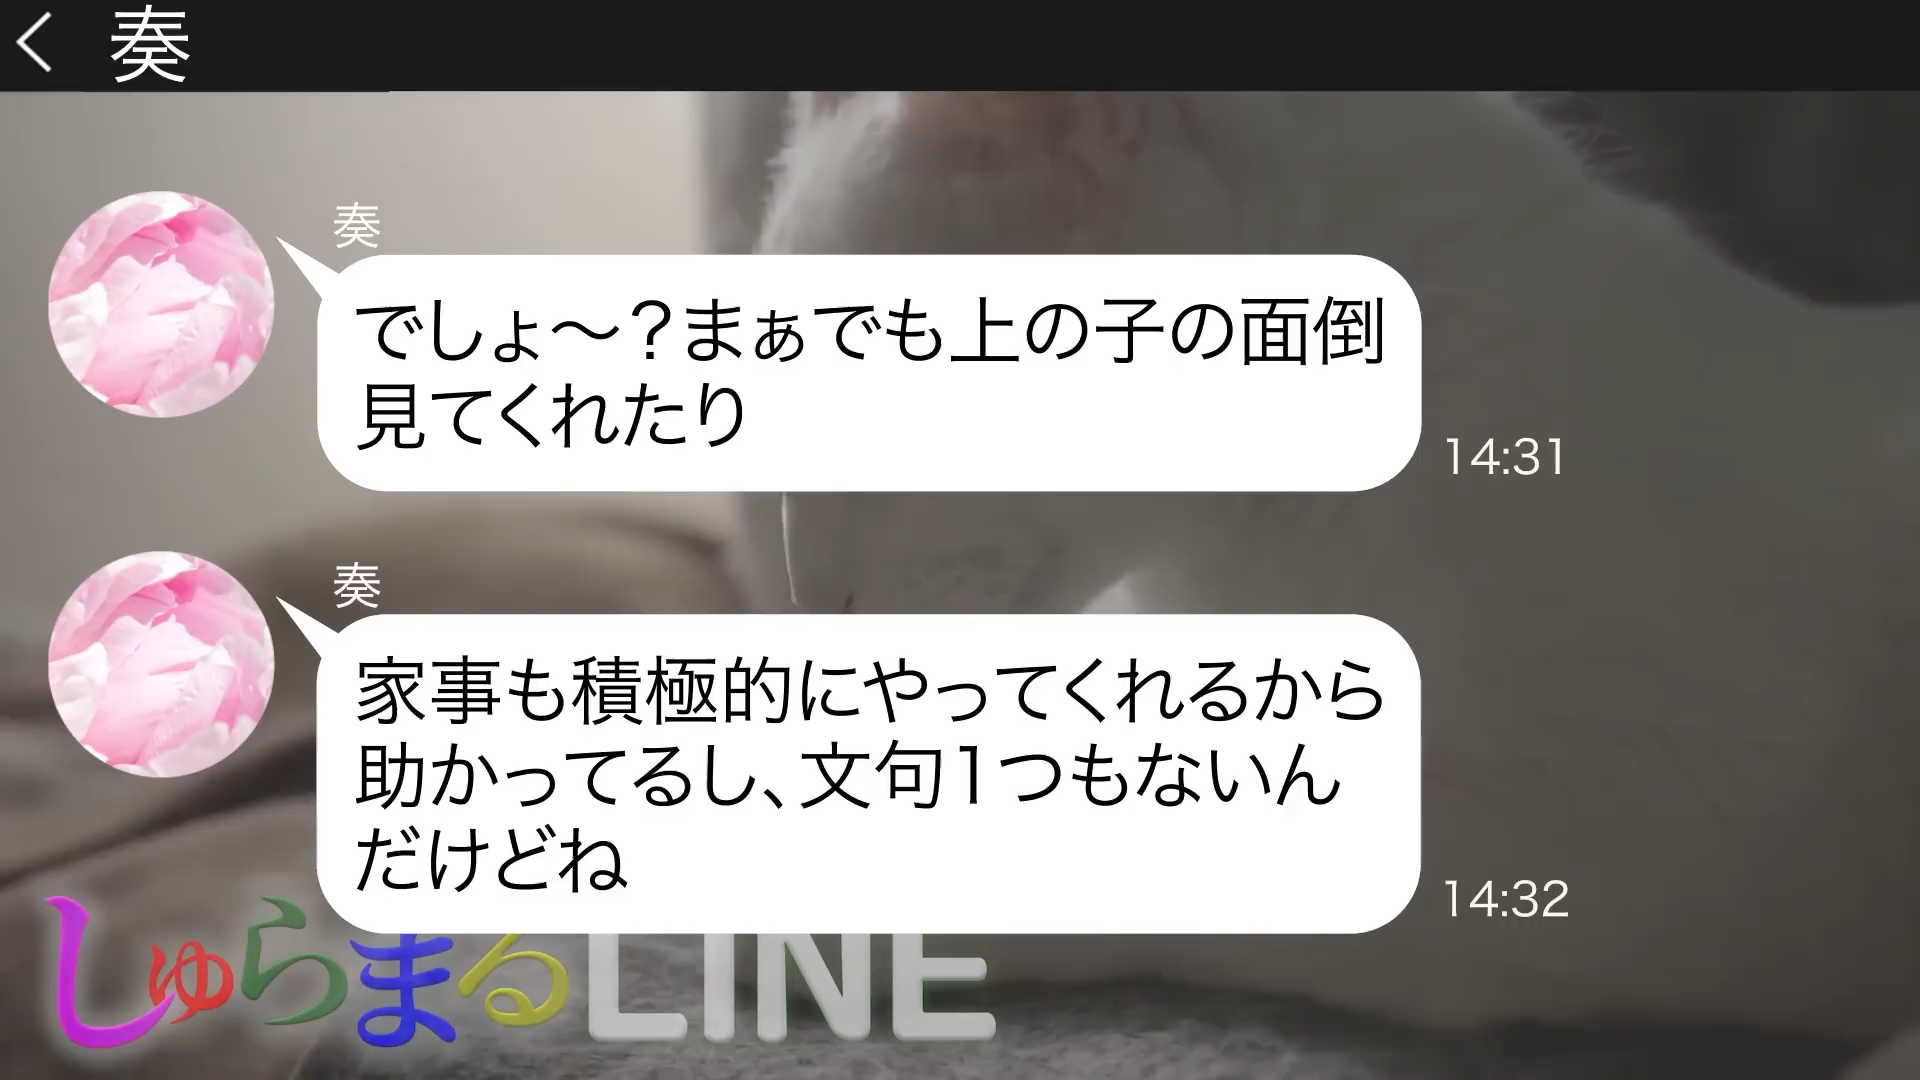 奏
奏
でしょ～？まぁでも上の子の面倒
見てくれたり
14:31
奏
家事も積極的にやってくれるから
助かってるし、文句1つもないん
だけどね
14:32
しゅらまるLINE